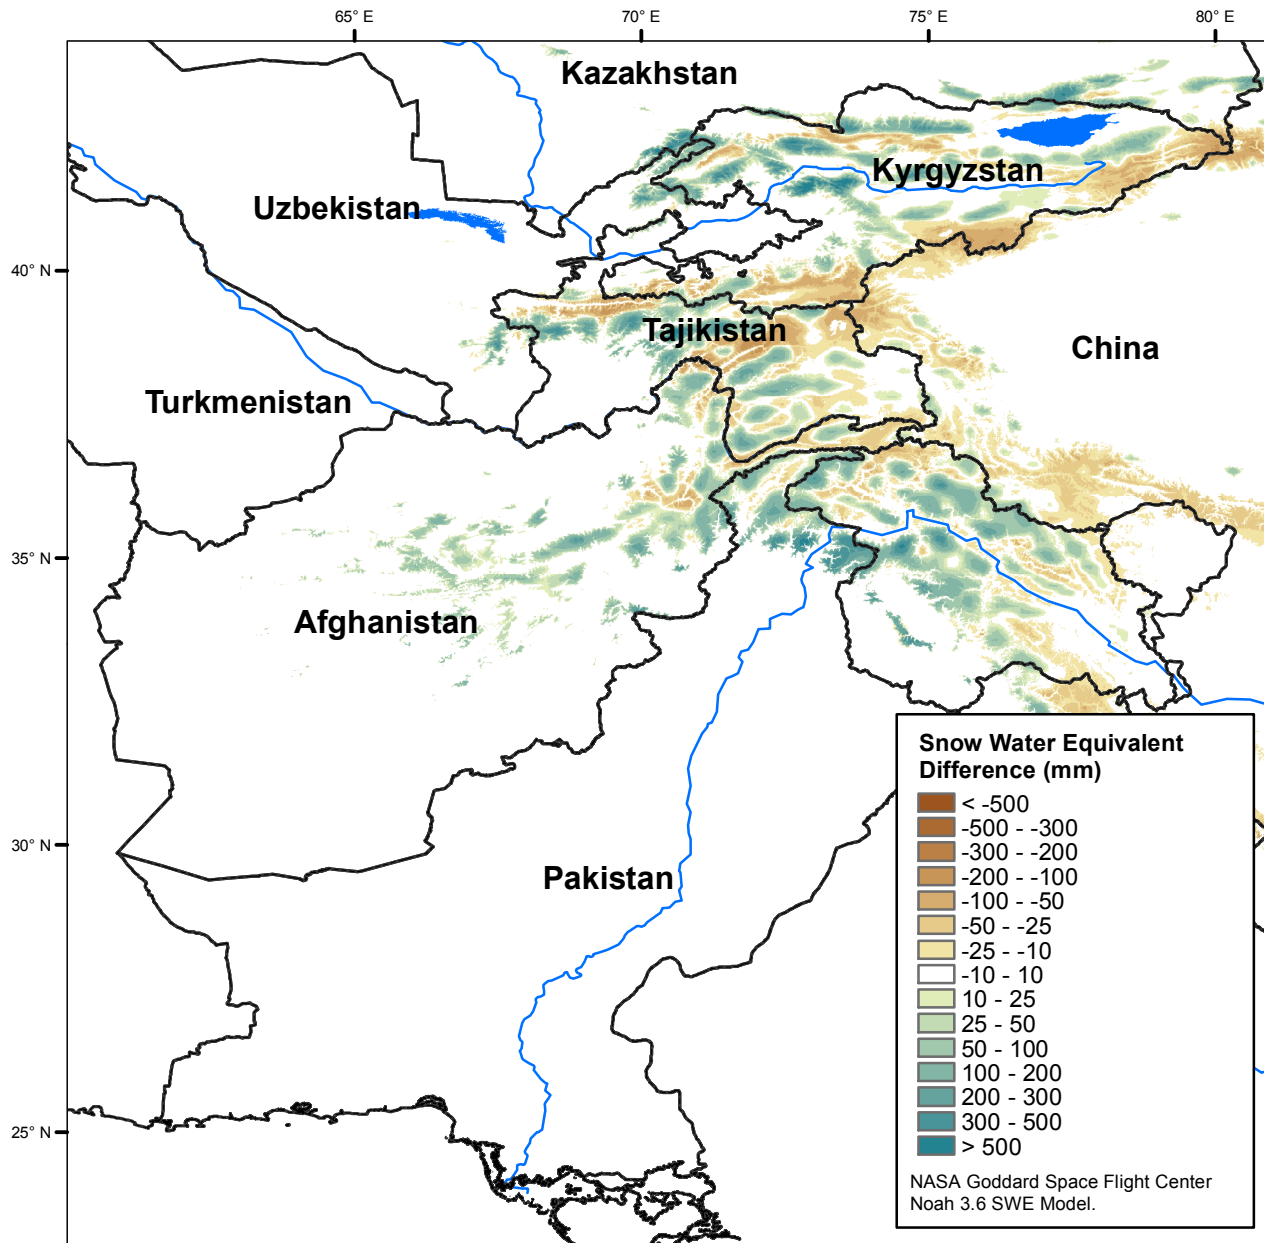 65° E
70° E
75° E
80° E
Kazakhstan
Kyrgyzstan
Uzbekistan
40° N
Tajikistan
China
Turkmenistan
35° N
Afghanistan
Snow Water Equivalent
Difference (mm)
< -500
-500 - -300
30° N
-300 - -200
-200 - -100
Pakistan
-100 - -50
-50 - -25
-25 - -10
-10 - 10
10 - 25
25 - 50
50 - 100
100 - 200
200 - 300
300 - 500
25° N
> 500
NASA Goddard Space Flight Center
Noah 3.6 SWE Model.